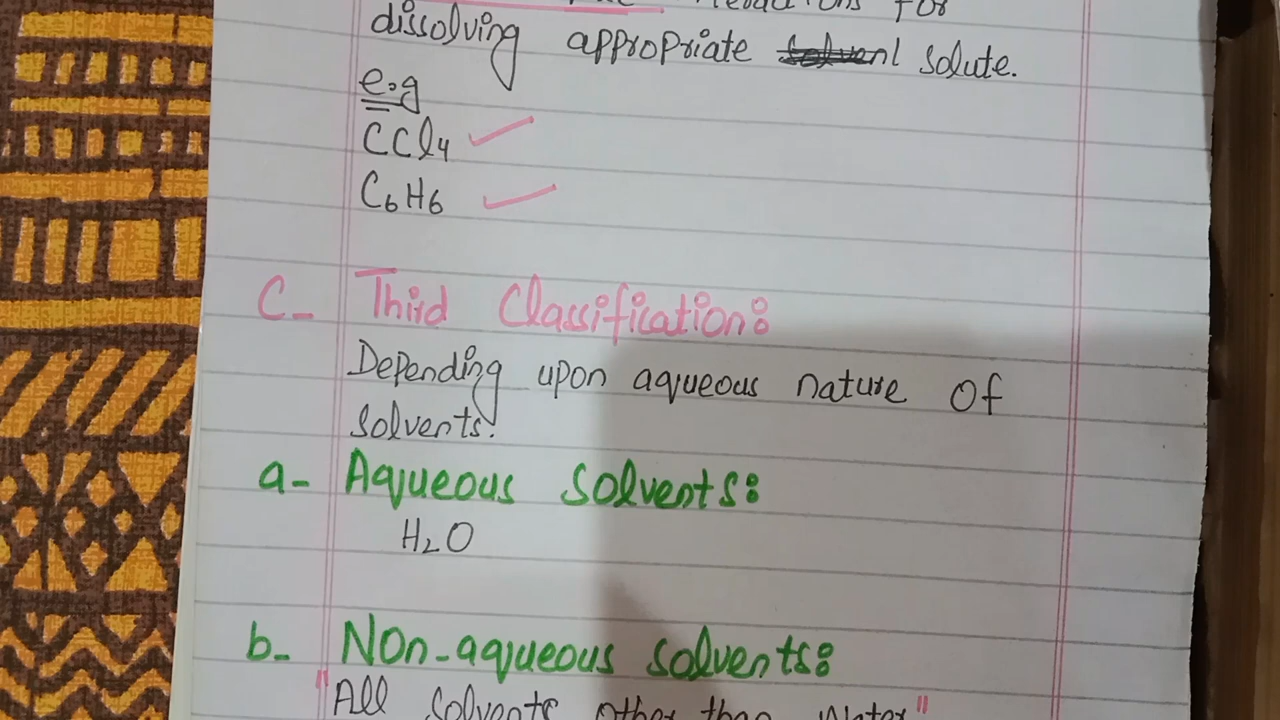 for
dissolving appropriate solvent solute.
e.g
CCl4
C6H6
C- Third Classification:
Depending upon aqueous nature of
solvents.
a- Aqueous Solvents:
H2O
b- Non-aqueous solvents:
"All Solvents other than Water"